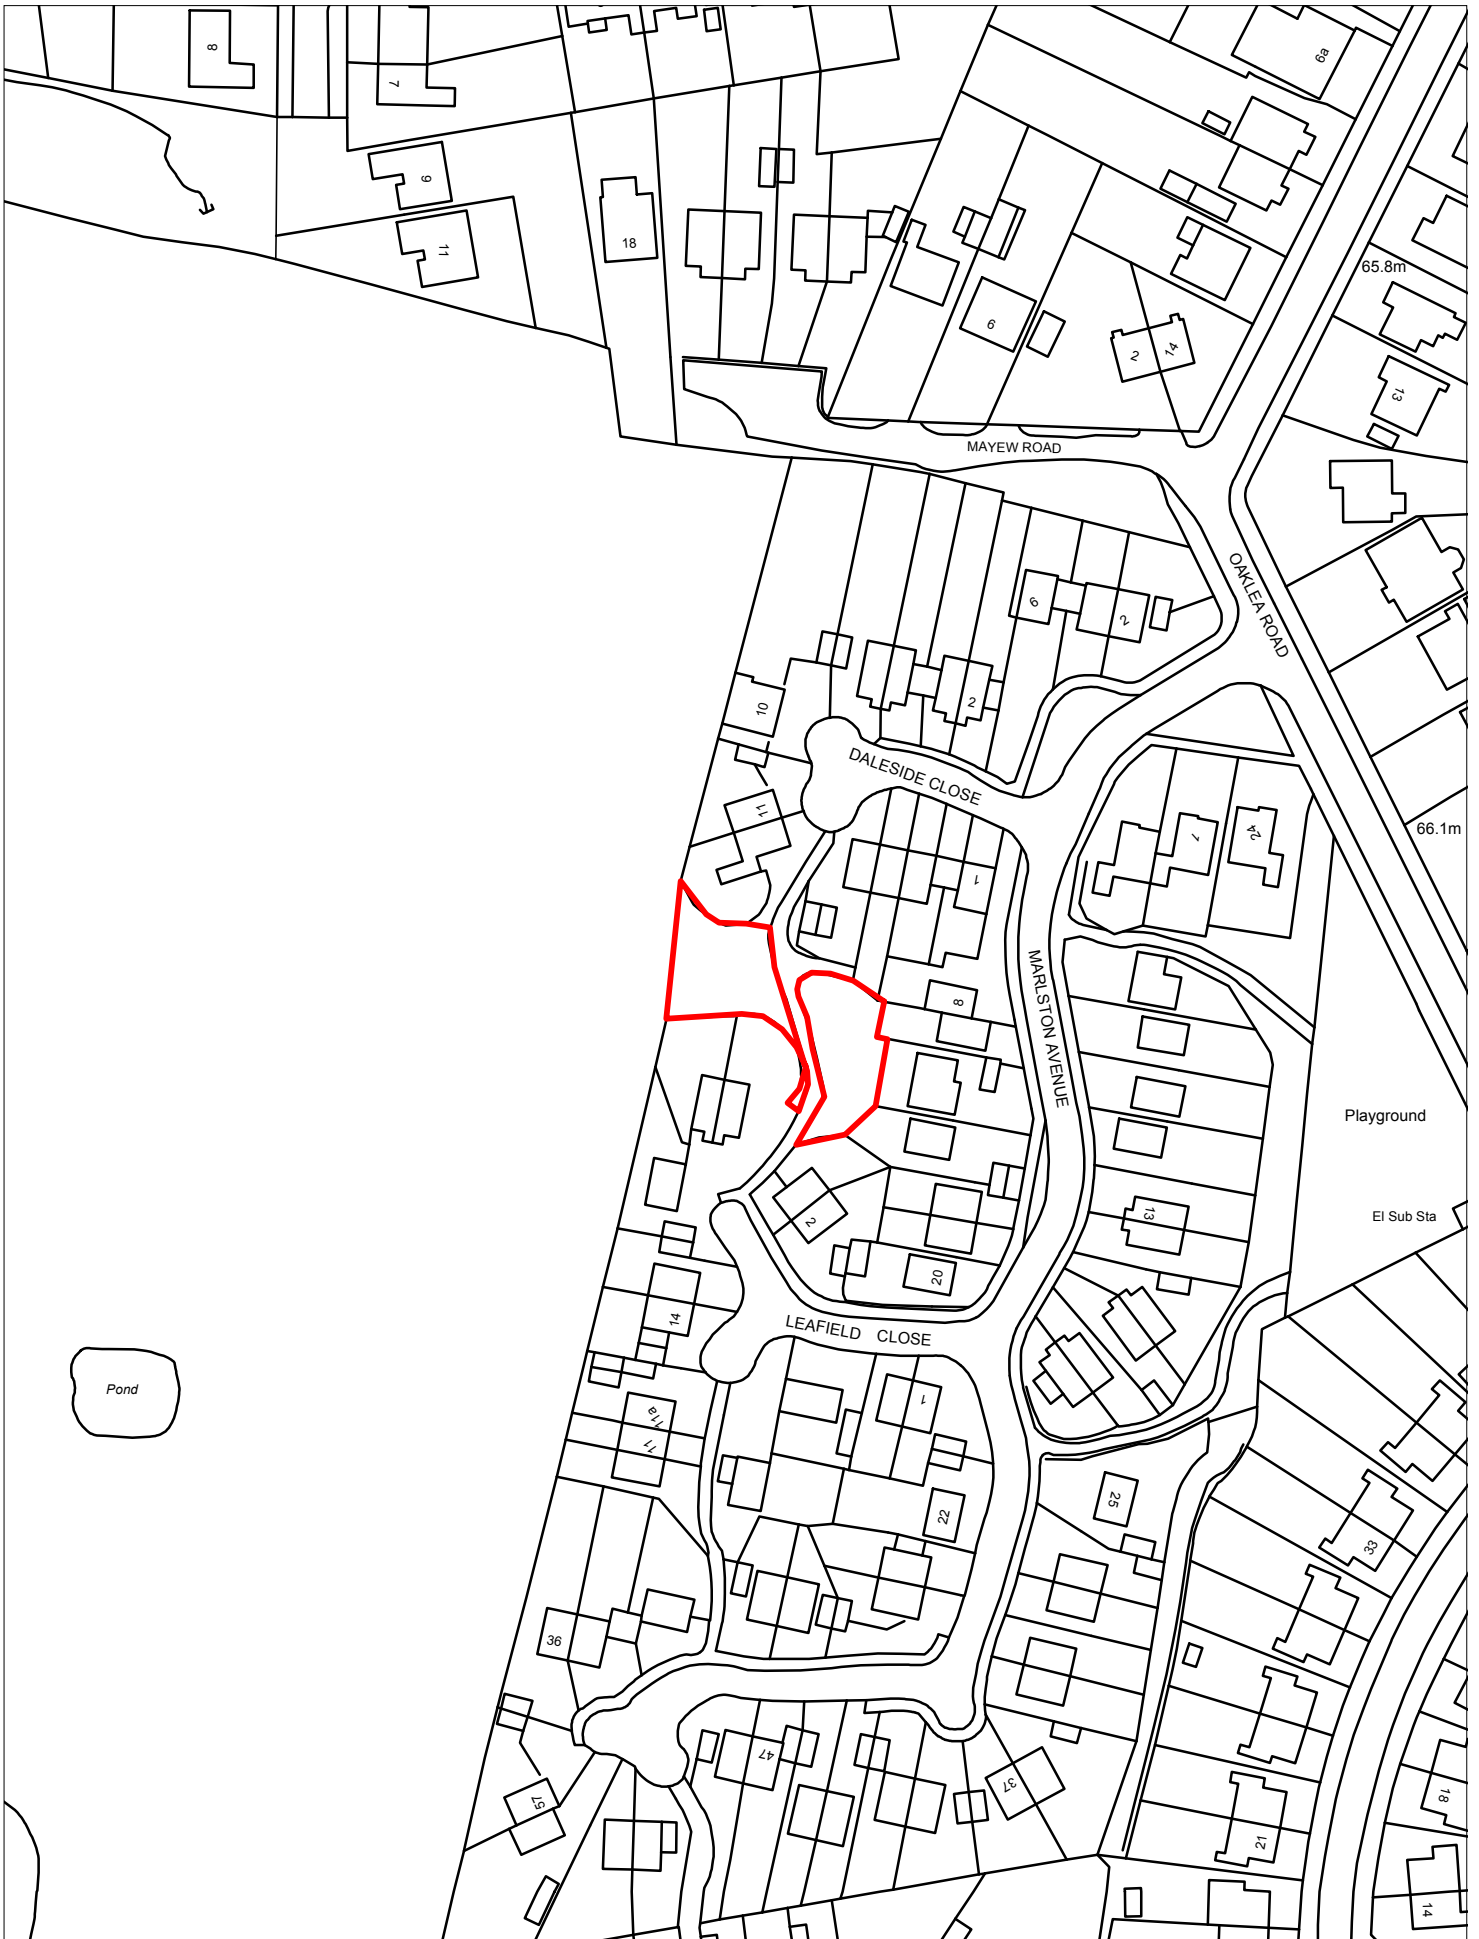 8
7
6a
9
11
18
65.8m
6
2
14
13
MAYEW ROAD
OAKLEA ROAD
6
2
10
2
DALESIDE CLOSE
11
1
7
24
66.1m
8
MARLSTON AVENUE
Playground
2
13
El Sub Sta
20
14
LEAFIELD CLOSE
Pond
1
11a
11
22
25
33
36
47
37
57
18
21
14